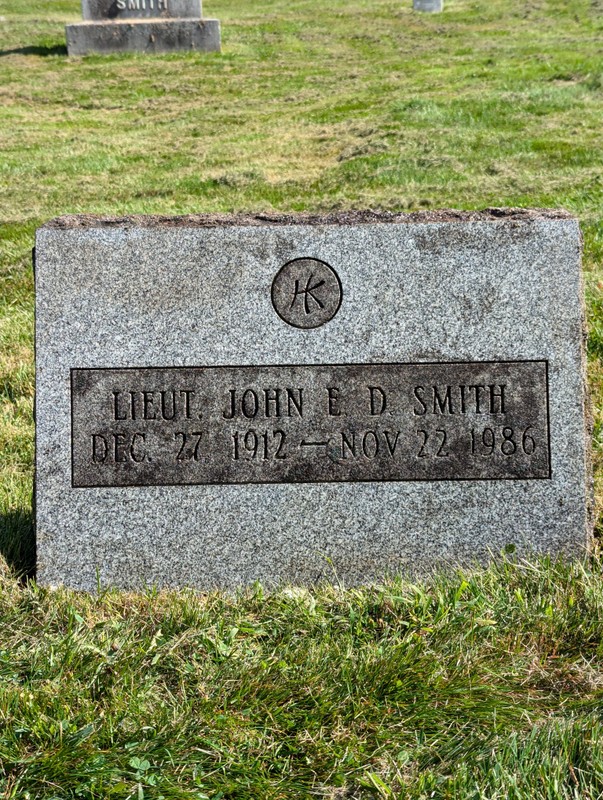 SMITH
HK
LIEUT. JOHN E. D. SMITH
DEC. 27 1912 — NOV 22 1986